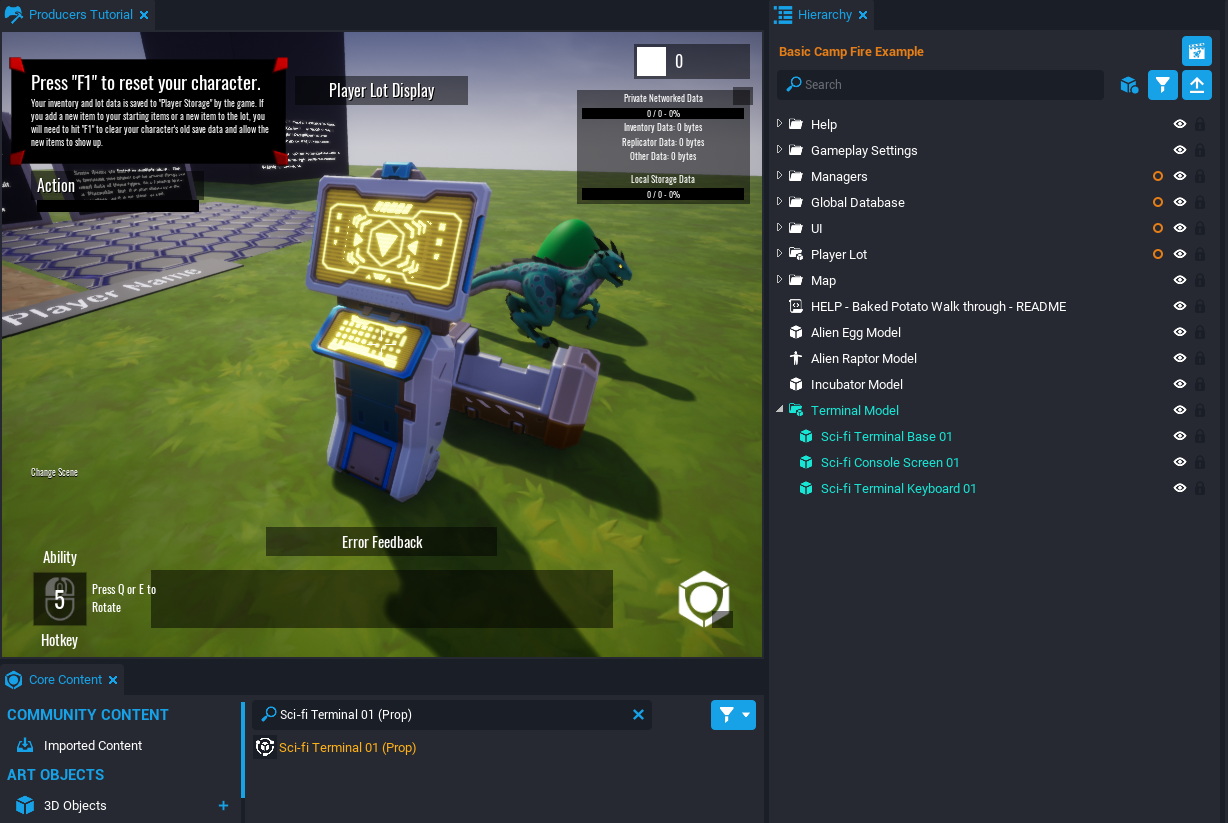 Producers Tutorial
Press "F1" to reset your character.
Your inventory and lot data is saved to "Player Storage" by the game. If
you add a new item to your starting items or a new item to the lot, you
will need to hit "F1" to clear your character's old save data and allow the
new items to show up.
Action
Player Lot Display
0
Private Networked Data
0 / 0 - 0%
Inventory Data: 0 bytes
Replicator Data: 0 bytes
Other Data: 0 bytes
Local Storage Data
0 / 0 - 0%
Player Name
Change Scene
Error Feedback
Ability
5
Press Q or E to
Rotate
Hotkey
Core Content
COMMUNITY CONTENT
Imported Content
ART OBJECTS
3D Objects
Sci-fi Terminal 01 (Prop)
Sci-fi Terminal 01 (Prop)
Hierarchy
Basic Camp Fire Example
Search
Help
Gameplay Settings
Managers
Global Database
UI
Player Lot
Map
HELP - Baked Potato Walk through - README
Alien Egg Model
Alien Raptor Model
Incubator Model
Terminal Model
Sci-fi Terminal Base 01
Sci-fi Console Screen 01
Sci-fi Terminal Keyboard 01